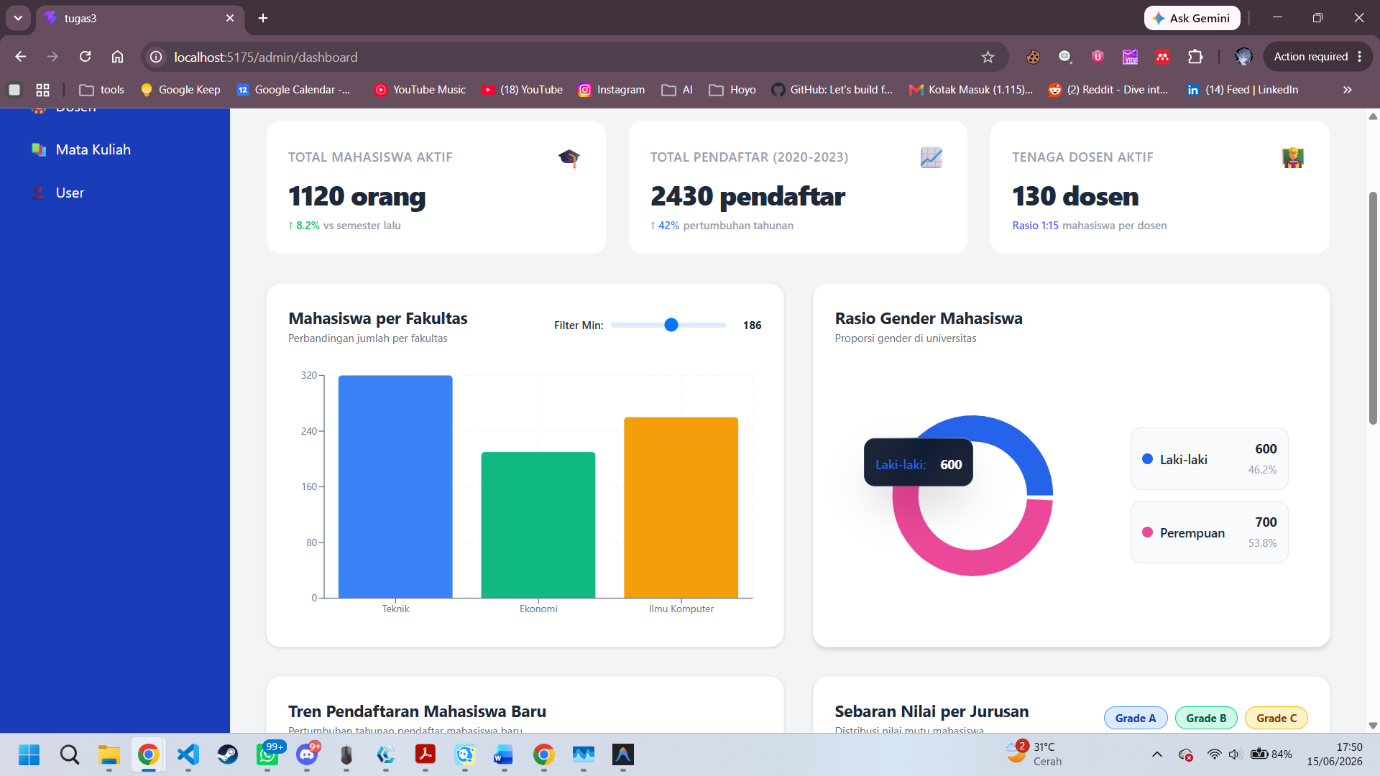 tugas3
Ask Gemini
localhost:5175/admin/dashboard
Action required
tools
Google Keep
12
Google Calendar -...
YouTube Music
(18) YouTube
Instagram
AI
Hoyo
GitHub: Let's build f...
Kotak Masuk (1.115)...
(2) Reddit - Dive int...
(14) Feed | LinkedIn
Dosen
Mata Kuliah
User
TOTAL MAHASISWA AKTIF
1120 orang
↑ 8.2% vs semester lalu
TOTAL PENDAFTAR (2020-2023)
2430 pendaftar
↑ 42% pertumbuhan tahunan
TENAGA DOSEN AKTIF
130 dosen
Rasio 1:15 mahasiswa per dosen
Mahasiswa per Fakultas
Perbandingan jumlah per fakultas
Filter Min:
186
320
240
160
80
0
Teknik
Ekonomi
Ilmu Komputer
Rasio Gender Mahasiswa
Proporsi gender di universitas
Laki-laki: 600
Laki-laki
600
46.2%
Perempuan
700
53.8%
Tren Pendaftaran Mahasiswa Baru
Pertumbuhan tahunan pendaftar mahasiswa baru
Sebaran Nilai per Jurusan
Distribusi nilai mutu mahasiswa
Grade A
Grade B
Grade C
99+
9+
2
31°C
Cerah
84%
17:50
15/06/2026